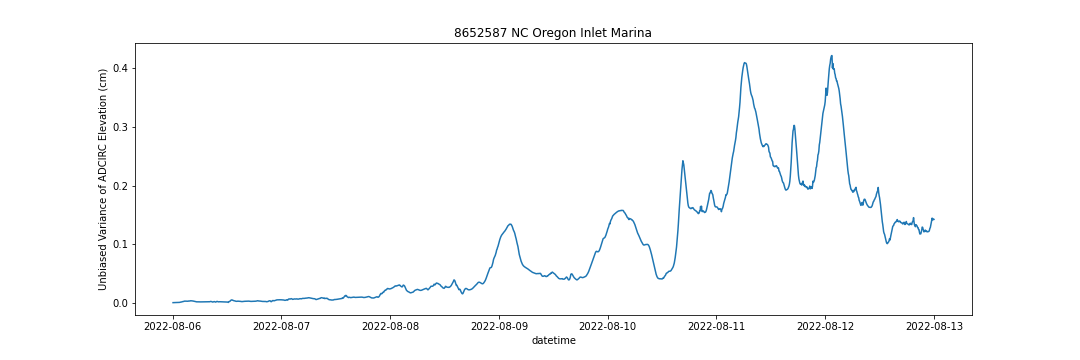 8652587 NC Oregon Inlet Marina
Unbiased Variance of ADCIRC Elevation (cm)
0.4
0.3
0.2
0.1
0.0
2022-08-06 2022-08-07 2022-08-08 2022-08-09 2022-08-10 2022-08-11 2022-08-12 2022-08-13
datetime